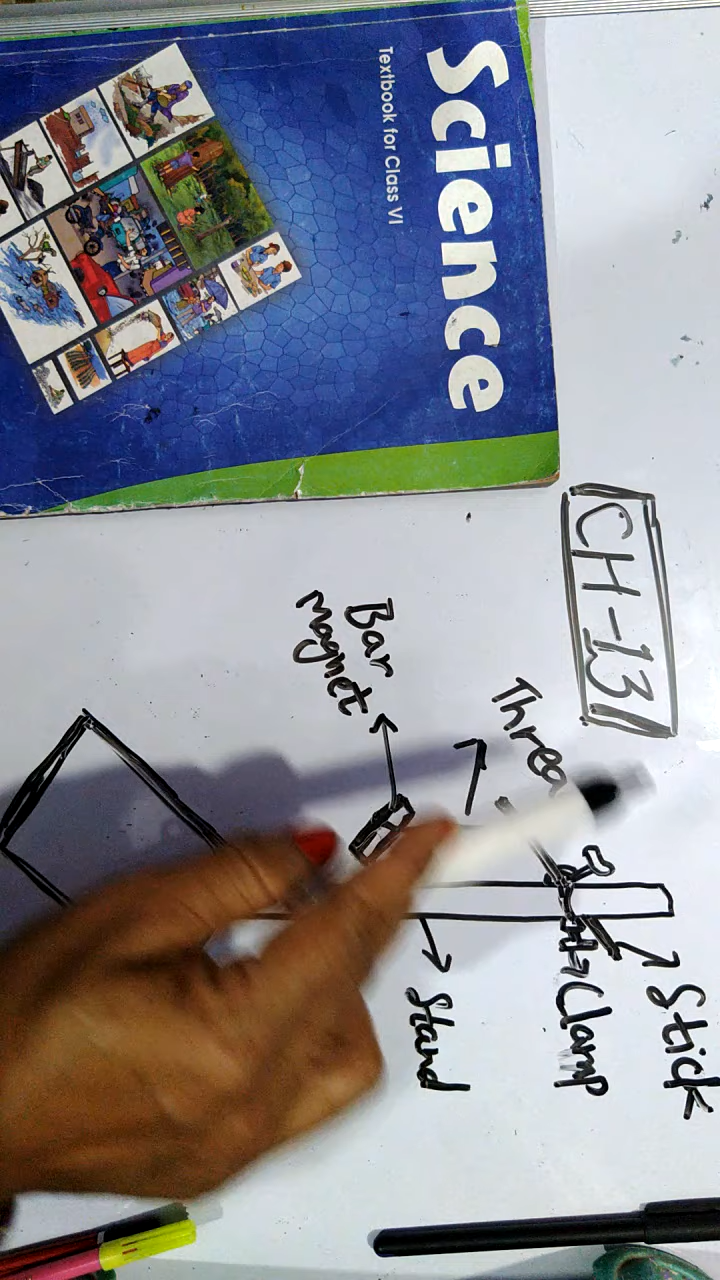 Science
Textbook for Class VI
CH-13
Stick
Clamp
Stand
Bar
Magnet